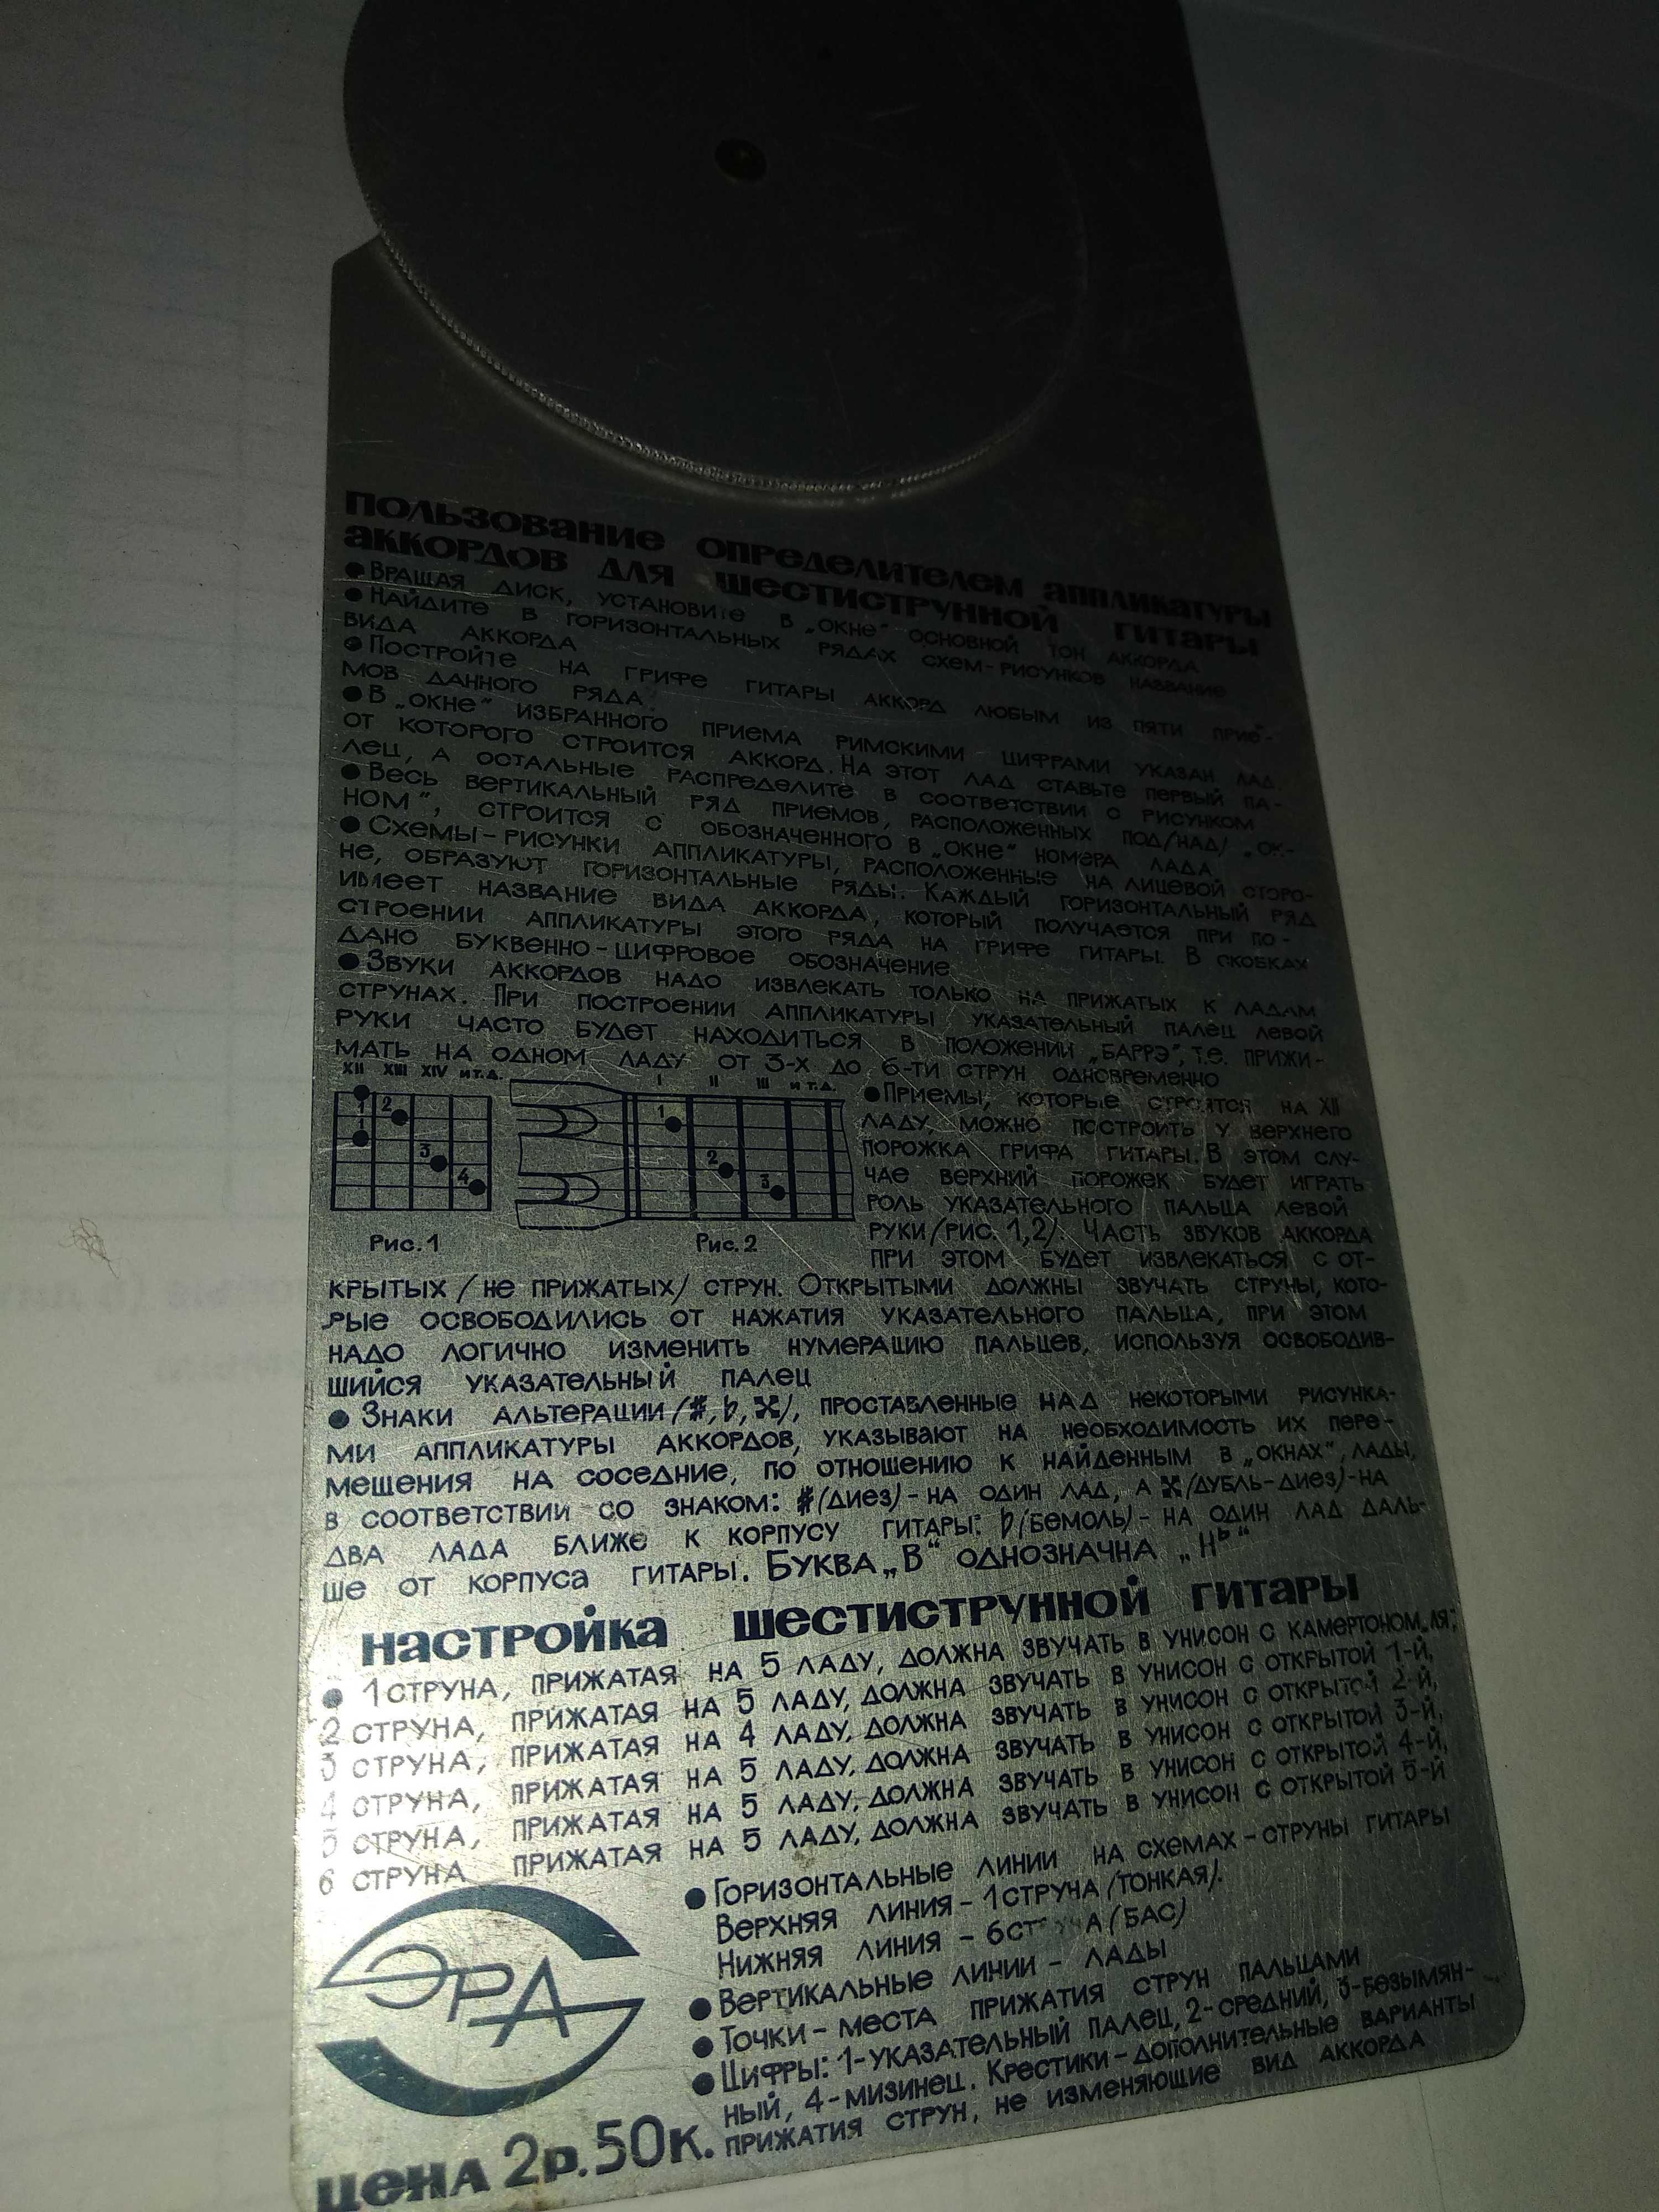 ПОЛЬЗОВАНИЕ ОПРЕДЕЛИТЕЛЕМ АППЛИКАТУРЫ
АККОРДОВ ДЛЯ ШЕСТИСТРУННОЙ ГИТАРЫ
● ВРАЩАЯ ДИСК, УСТАНОВИТЕ В „ОКНЕ“ ОСНОВНОЙ ТОН АККОРДА
● НАЙДИТЕ В ГОРИЗОНТАЛЬНЫХ РЯДАХ СХЕМ-РИСУНКОВ НАЗВАНИЕ
ВИДА АККОРДА
● ПОСТРОЙТЕ НА ГРИФЕ ГИТАРЫ АККОРД ЛЮБЫМ ИЗ ПЯТИ ПРИЕ-
МОВ ДАННОГО РЯДА.
● В „ОКНЕ“ ИЗБРАННОГО ПРИЕМА РИМСКИМИ ЦИФРАМИ УКАЗАН ЛАД
ОТ КОТОРОГО СТРОИТСЯ АККОРД. НА ЭТОТ ЛАД СТАВЬТЕ ПЕРВЫЙ ПА-
ЛЕЦ, А ОСТАЛЬНЫЕ РАСПРЕДЕЛИТЕ В СООТВЕТСТВИИ С РИСУНКОМ
● ВЕСЬ ВЕРТИКАЛЬНЫЙ РЯД ПРИЕМОВ, РАСПОЛОЖЕННЫХ ПОД/НАД/ „ОК-
НОМ“, СТРОИТСЯ С ОБОЗНАЧЕННОГО В „ОКНЕ“ НОМЕРА ЛАДА
● СХЕМЫ-РИСУНКИ АППЛИКАТУРЫ, РАСПОЛОЖЕННЫЕ НА ЛИЦЕВОЙ СТОРО-
НЕ, ОБРАЗУЮТ ГОРИЗОНТАЛЬНЫЕ РЯДЫ. КАЖДЫЙ ГОРИЗОНТАЛЬНЫЙ РЯД
ИМЕЕТ НАЗВАНИЕ ВИДА АККОРДА, КОТОРЫЙ ПОЛУЧАЕТСЯ ПРИ ПО-
СТРОЕНИИ АППЛИКАТУРЫ ЭТОГО РЯДА НА ГРИФЕ ГИТАРЫ. В СКОБКАХ
ДАНО БУКВЕННО-ЦИФРОВОЕ ОБОЗНАЧЕНИЕ
● ЗВУКИ АККОРДОВ НАДО ИЗВЛЕКАТЬ ТОЛЬКО НА ПРИЖАТЫХ К ЛАДАМ
СТРУНАХ. ПРИ ПОСТРОЕНИИ АППЛИКАТУРЫ УКАЗАТЕЛЬНЫЙ ПАЛЕЦ ЛЕВОЙ
РУКИ ЧАСТО БУДЕТ НАХОДИТЬСЯ В ПОЛОЖЕНИИ „БАРРЭ“, Т.Е. ПРИЖИ-
МАТЬ НА ОДНОМ ЛАДУ ОТ 3-Х ДО 6-ТИ СТРУН ОДНОВРЕМЕННО
XII XIII XIV И Т.Д.
1 2 1 3 4
РИС. 1
I II III И Т.Д.
1 2 3
РИС. 2
● ПРИЕМЫ, КОТОРЫЕ СТРОЯТСЯ НА XII
ЛАДУ, МОЖНО ПОСТРОИТЬ У ВЕРХНЕГО
ПОРОЖКА ГРИФА ГИТАРЫ. В ЭТОМ СЛУ-
ЧАЕ ВЕРХНИЙ ПОРОЖЕК БУДЕТ ИГРАТЬ
РОЛЬ УКАЗАТЕЛЬНОГО ПАЛЬЦА ЛЕВОЙ
РУКИ/РИС. 1,2/. ЧАСТЬ ЗВУКОВ АККОРДА
ПРИ ЭТОМ БУДЕТ ИЗВЛЕКАТЬСЯ С ОТ-
КРЫТЫХ /НЕ ПРИЖАТЫХ/ СТРУН. ОТКРЫТЫМИ ДОЛЖНЫ ЗВУЧАТЬ СТРУНЫ, КОТО-
РЫЕ ОСВОБОДИЛИСЬ ОТ НАЖАТИЯ УКАЗАТЕЛЬНОГО ПАЛЬЦА, ПРИ ЭТОМ
НАДО ЛОГИЧНО ИЗМЕНИТЬ НУМЕРАЦИЮ ПАЛЬЦЕВ, ИСПОЛЬЗУЯ ОСВОБОДИВ-
ШИЙСЯ УКАЗАТЕЛЬНЫЙ ПАЛЕЦ
● ЗНАКИ АЛЬТЕРАЦИИ /♯, ♭, 𝄪/, ПРОСТАВЛЕННЫЕ НАД НЕКОТОРЫМИ РИСУНКА-
МИ АППЛИКАТУРЫ АККОРДОВ, УКАЗЫВАЮТ НА НЕОБХОДИМОСТЬ ИХ ПЕРЕ-
МЕЩЕНИЯ НА СОСЕДНИЕ, ПО ОТНОШЕНИЮ К НАЙДЕННЫМ В „ОКНАХ“, ЛАДЫ,
В СООТВЕТСТВИИ СО ЗНАКОМ: ♯/ДИЕЗ/-НА ОДИН ЛАД, А 𝄪/ДУБЛЬ-ДИЕЗ/-НА
ДВА ЛАДА БЛИЖЕ К КОРПУСУ ГИТАРЫ: ♭/БЕМОЛЬ/-НА ОДИН ЛАД ДАЛЬ-
ШЕ ОТ КОРПУСА ГИТАРЫ. БУКВА „B“ ОДНОЗНАЧНА „H♭“
НАСТРОЙКА ШЕСТИСТРУННОЙ ГИТАРЫ
● 1 СТРУНА, ПРИЖАТАЯ НА 5 ЛАДУ, ДОЛЖНА ЗВУЧАТЬ В УНИСОН С КАМЕРТОНОМ „ЛЯ“,
2 СТРУНА, ПРИЖАТАЯ НА 5 ЛАДУ, ДОЛЖНА ЗВУЧАТЬ В УНИСОН С ОТКРЫТОЙ 1-Й,
3 СТРУНА, ПРИЖАТАЯ НА 4 ЛАДУ, ДОЛЖНА ЗВУЧАТЬ В УНИСОН С ОТКРЫТОЙ 2-Й,
4 СТРУНА, ПРИЖАТАЯ НА 5 ЛАДУ, ДОЛЖНА ЗВУЧАТЬ В УНИСОН С ОТКРЫТОЙ 3-Й,
5 СТРУНА, ПРИЖАТАЯ НА 5 ЛАДУ, ДОЛЖНА ЗВУЧАТЬ В УНИСОН С ОТКРЫТОЙ 4-Й,
6 СТРУНА ПРИЖАТАЯ НА 5 ЛАДУ, ДОЛЖНА ЗВУЧАТЬ В УНИСОН С ОТКРЫТОЙ 5-Й
● ГОРИЗОНТАЛЬНЫЕ ЛИНИИ НА СХЕМАХ-СТРУНЫ ГИТАРЫ
ВЕРХНЯЯ ЛИНИЯ-1 СТРУНА /ТОНКАЯ/.
НИЖНЯЯ ЛИНИЯ-6 СТРУНА /БАС/
● ВЕРТИКАЛЬНЫЕ ЛИНИИ-ЛАДЫ
● ТОЧКИ-МЕСТА ПРИЖАТИЯ СТРУН ПАЛЬЦАМИ
● ЦИФРЫ: 1-УКАЗАТЕЛЬНЫЙ ПАЛЕЦ, 2-СРЕДНИЙ, 3-БЕЗЫМЯН-
НЫЙ, 4-МИЗИНЕЦ. КРЕСТИКИ-ДОПОЛНИТЕЛЬНЫЕ ВАРИАНТЫ
ПРИЖАТИЯ СТРУН, НЕ ИЗМЕНЯЮЩИЕ ВИД АККОРДА
ЭРА
ЦЕНА 2р.50к.